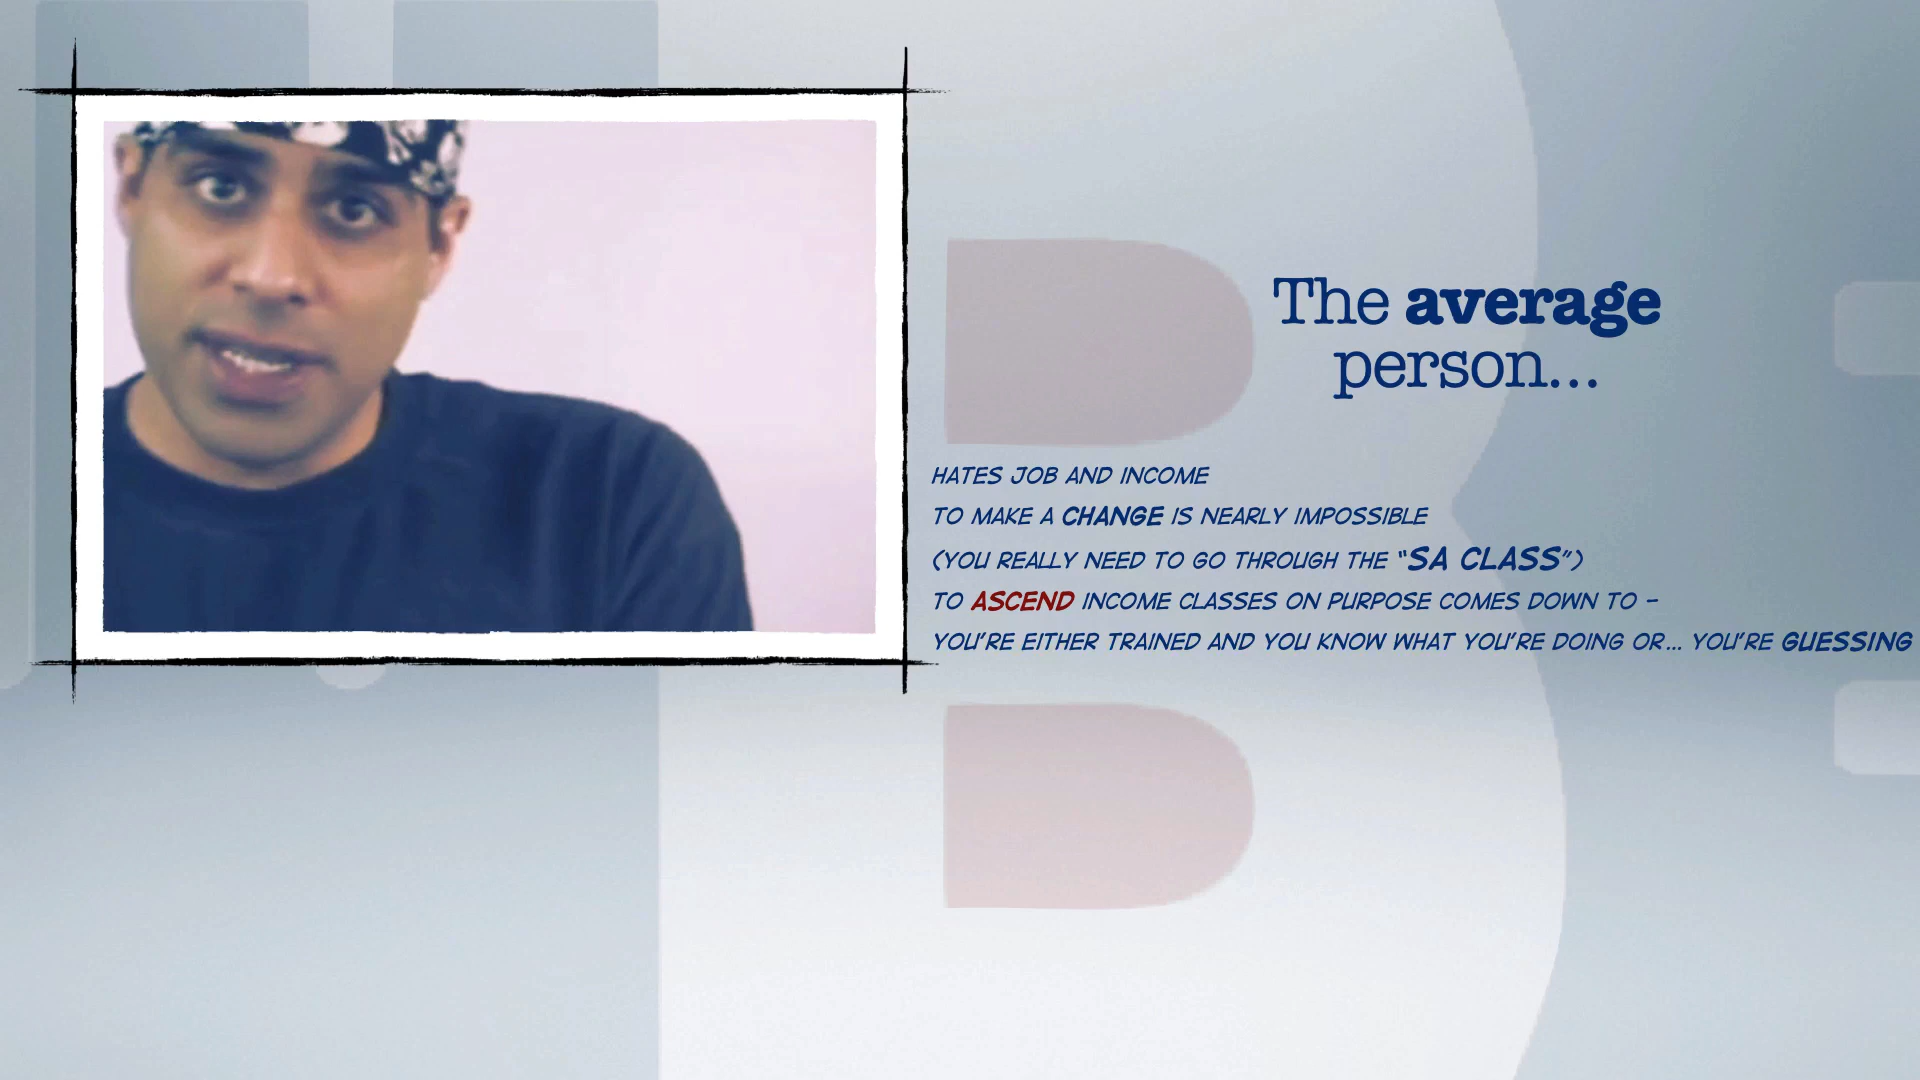 The average
person...
HATES JOB AND INCOME
TO MAKE A CHANGE IS NEARLY IMPOSSIBLE
(YOU REALLY NEED TO GO THROUGH THE "SA CLASS")
TO ASCEND INCOME CLASSES ON PURPOSE COMES DOWN TO -
YOU'RE EITHER TRAINED AND YOU KNOW WHAT YOU'RE DOING OR... YOU'RE GUESSING